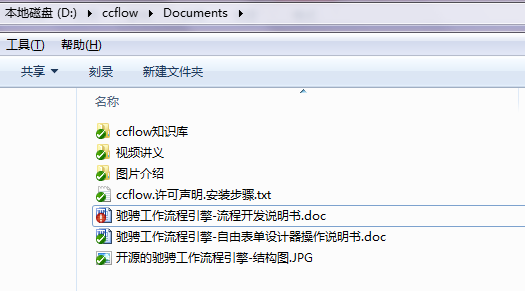 本地磁盘 (D:) ▸ ccflow ▸ Documents ▸
工具(T) 帮助(H)
共享 刻录 新建文件夹
名称
ccflow知识库
视频讲义
图片介绍
ccflow.许可声明.安装步骤.txt
驰骋工作流程引擎-流程开发说明书.doc
驰骋工作流程引擎-自由表单设计器操作说明书.doc
开源的驰骋工作流程引擎-结构图.JPG